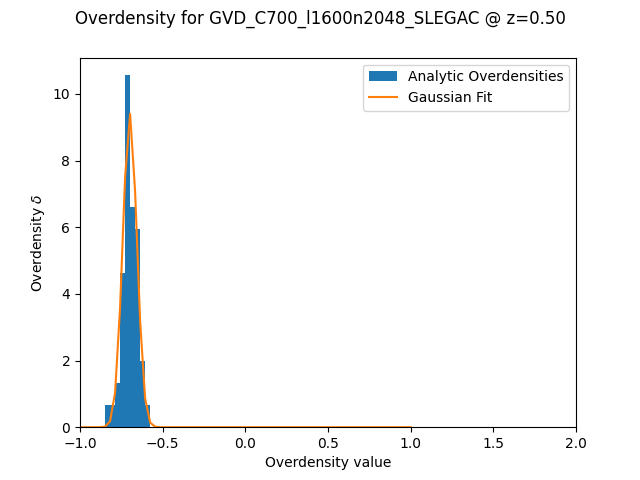 Overdensity for GVD_C700_l1600n2048_SLEGAC @ z=0.50
Analytic Overdensities
Gaussian Fit
Overdensity δ
10
8
6
4
2
0
−1.0 −0.5 0.0 0.5 1.0 1.5 2.0
Overdensity value